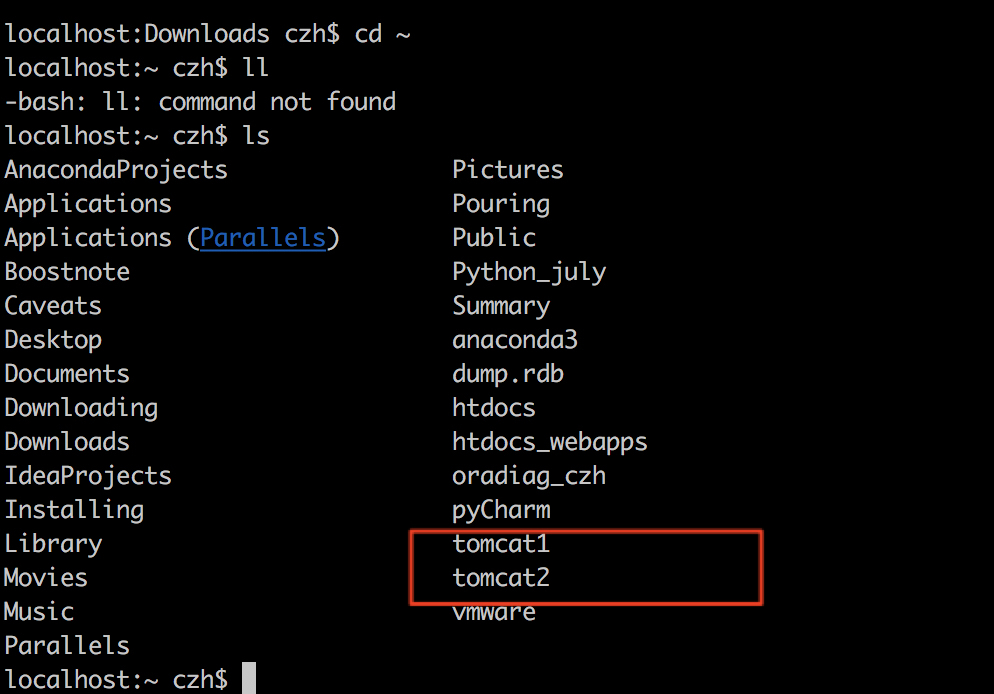 localhost:Downloads czh$ cd ~
localhost:~ czh$ ll
-bash: ll: command not found
localhost:~ czh$ ls
AnacondaProjects Pictures
Applications Pouring
Applications (Parallels) Public
Boostnote Python_july
Caveats Summary
Desktop anaconda3
Documents dump.rdb
Downloading htdocs
Downloads htdocs_webapps
IdeaProjects oradiag_czh
Installing pyCharm
Library tomcat1
Movies tomcat2
Music vmware
Parallels
localhost:~ czh$